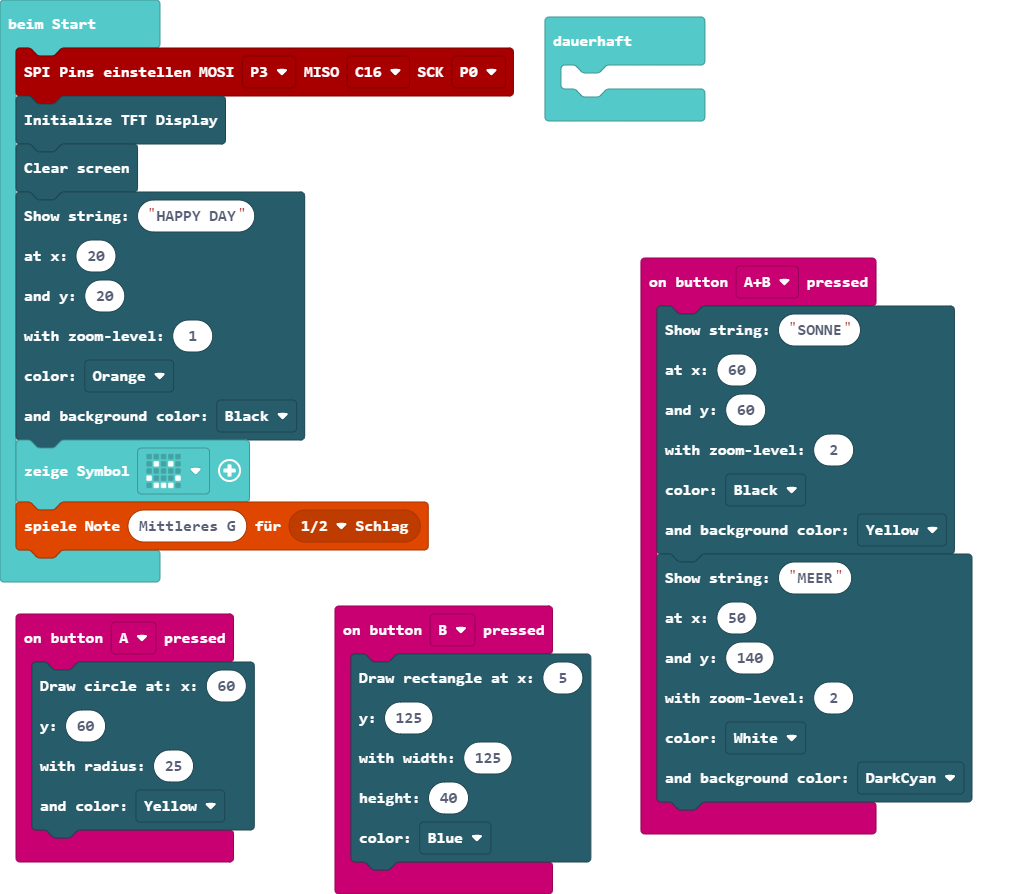 beim Start
SPI Pins einstellen MOSI P3 MISO C16 SCK P0
Initialize TFT Display
Clear screen
Show string: "HAPPY DAY"
at x: 20
and y: 20
with zoom-level: 1
color: Orange
and background color: Black
zeige Symbol
spiele Note Mittleres G für 1/2 Schlag
dauerhaft
on button A pressed
Draw circle at: x: 60
y: 60
with radius: 25
and color: Yellow
on button B pressed
Draw rectangle at x: 5
y: 125
with width: 125
height: 40
color: Blue
on button A+B pressed
Show string: "SONNE"
at x: 60
and y: 60
with zoom-level: 2
color: Black
and background color: Yellow
Show string: "MEER"
at x: 50
and y: 140
with zoom-level: 2
color: White
and background color: DarkCyan